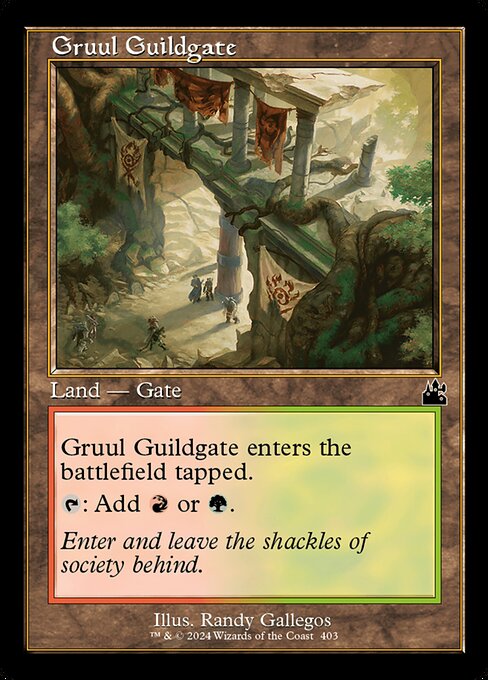 Gruul Guildgate
Land — Gate
Gruul Guildgate enters the
battlefield tapped.
: Add or .
Enter and leave the shackles of
society behind.
Illus. Randy Gallegos
™ & © 2024 Wizards of the Coast 403